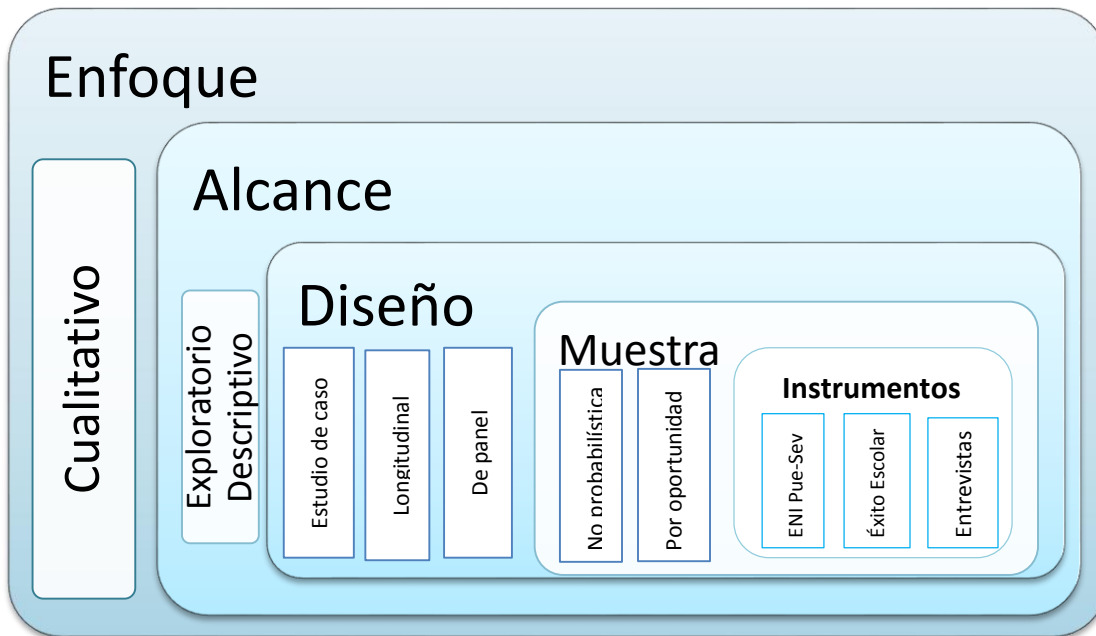 Enfoque
Cualitativo
Alcance
Exploratorio
Descriptivo
Diseño
Estudio de caso
Longitudinal
De panel
Muestra
No probabilística
Por oportunidad
Instrumentos
ENI Pue-Sev
Éxito Escolar
Entrevistas